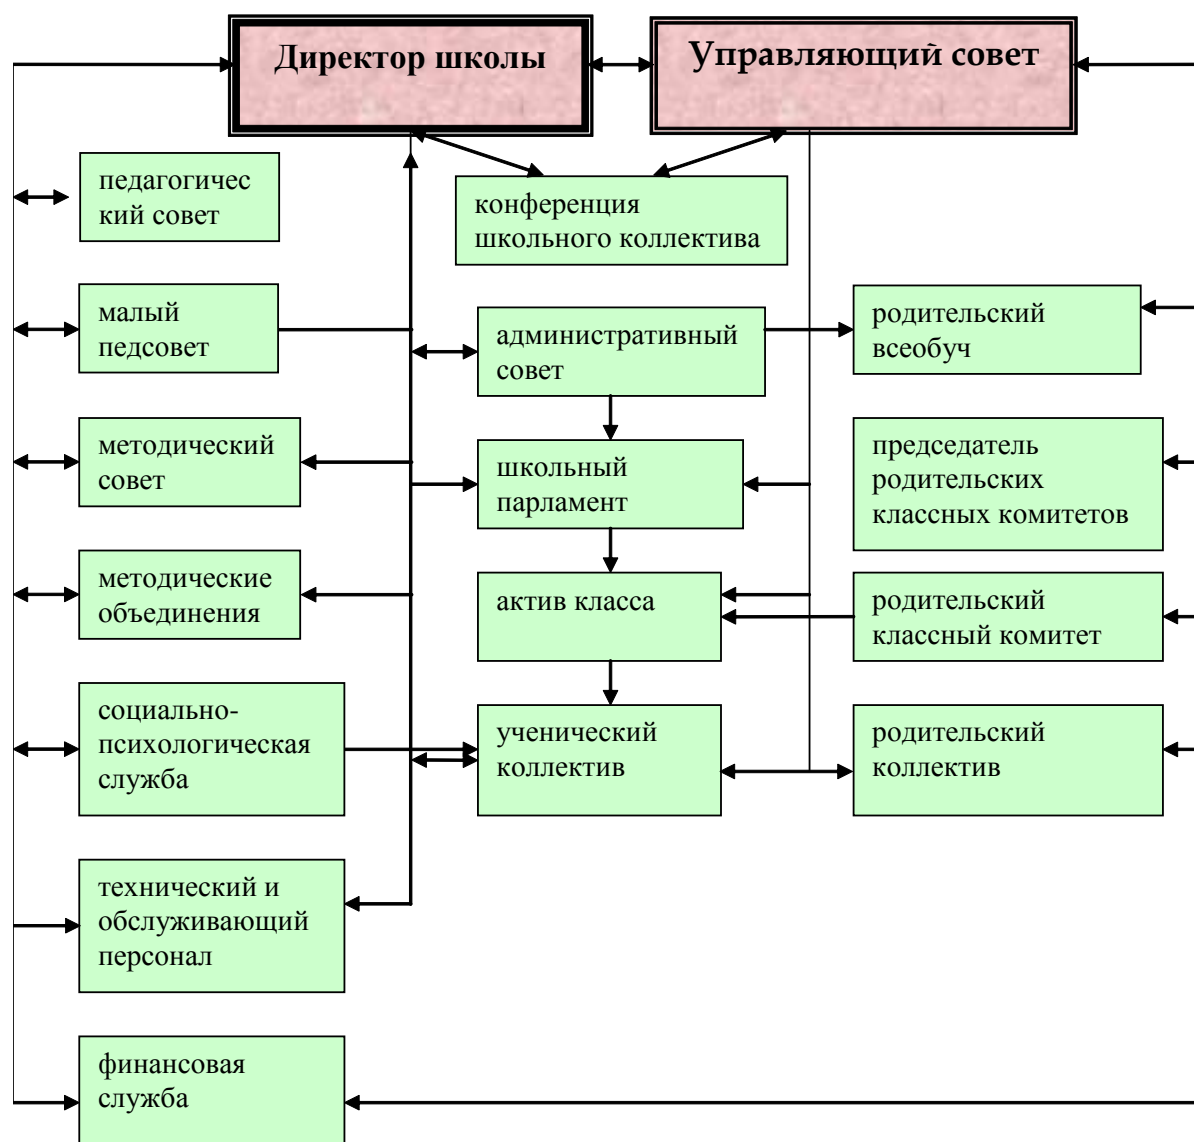 Директор школы
Управляющий совет
педагогичес
кий совет
конференция
школьного коллектива
малый
педсовет
административный
совет
родительский
всеобуч
методический
совет
школьный
парламент
председатель
родительских
классных комитетов
методические
объединения
актив класса
родительский
классный комитет
социально-
психологическая
служба
ученический
коллектив
родительский
коллектив
технический и
обслуживающий
персонал
финансовая
служба